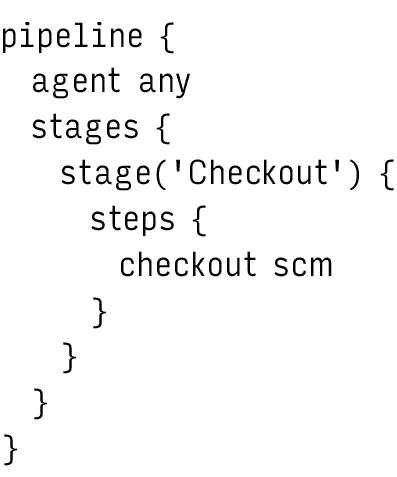 pipeline {
  agent any
  stages {
    stage('Checkout') {
      steps {
        checkout scm
      }
    }
  }
}